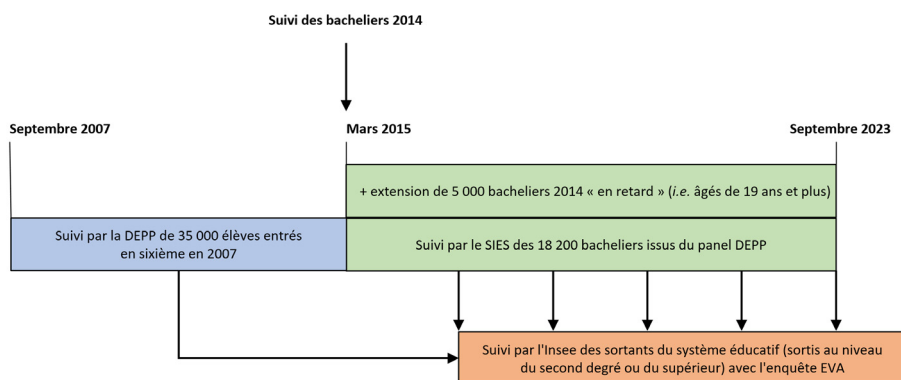 Suivi des bacheliers 2014
Septembre 2007
Mars 2015
Septembre 2023
+ extension de 5 000 bacheliers 2014 « en retard » (i.e. âgés de 19 ans et plus)
Suivi par la DEPP de 35 000 élèves entrés
en sixième en 2007
Suivi par le SIES des 18 200 bacheliers issus du panel DEPP
Suivi par l'Insee des sortants du système éducatif (sortis au niveau
du second degré ou du supérieur) avec l'enquête EVA